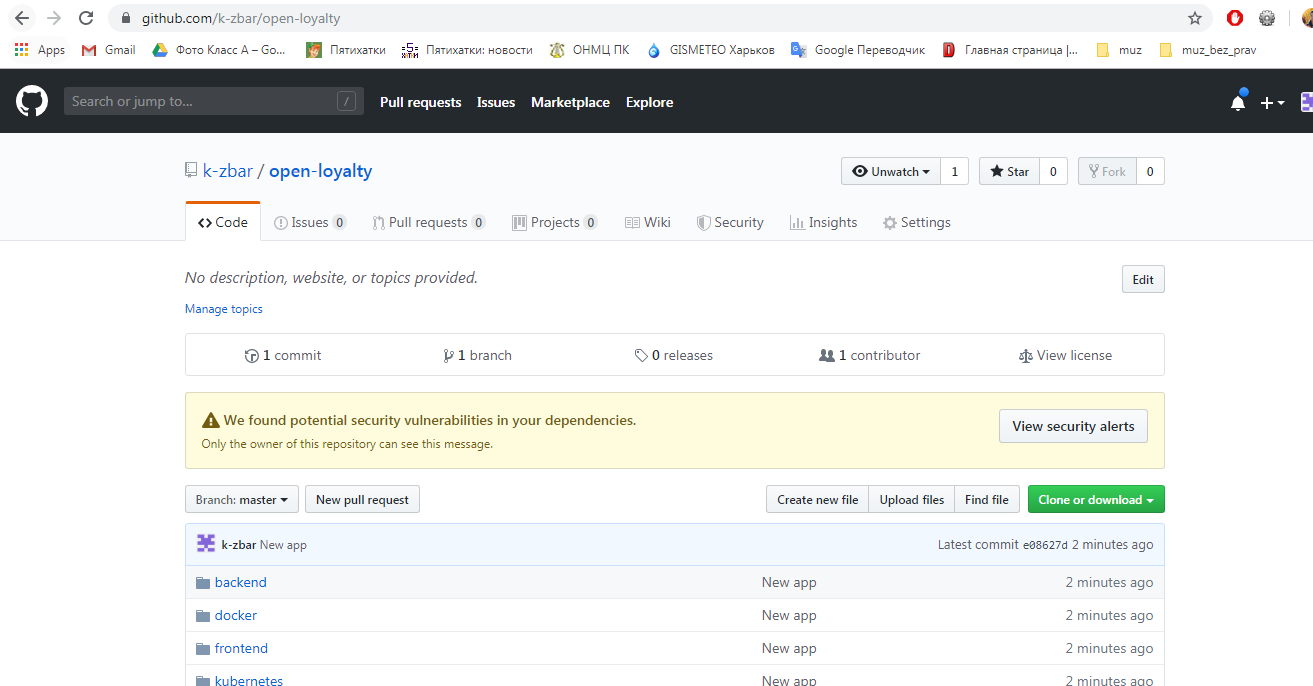 github.com/k-zbar/open-loyalty
Apps Gmail Фото Класс А – Go... Пятихатки Пятихатки: новости ОНМЦ ПК GISMETEO Харьков Google Переводчик Главная страница |... muz muz_bez_prav
Search or jump to... / Pull requests Issues Marketplace Explore
k-zbar / open-loyalty Unwatch 1 Star 0 Fork 0
Code Issues 0 Pull requests 0 Projects 0 Wiki Security Insights Settings
No description, website, or topics provided. Edit
Manage topics
1 commit 1 branch 0 releases 1 contributor View license
We found potential security vulnerabilities in your dependencies.
Only the owner of this repository can see this message.
View security alerts
Branch: master New pull request Create new file Upload files Find file Clone or download
k-zbar New app Latest commit e08627d 2 minutes ago
backend New app 2 minutes ago
docker New app 2 minutes ago
frontend New app 2 minutes ago
kubernetes New app 2 minutes ago